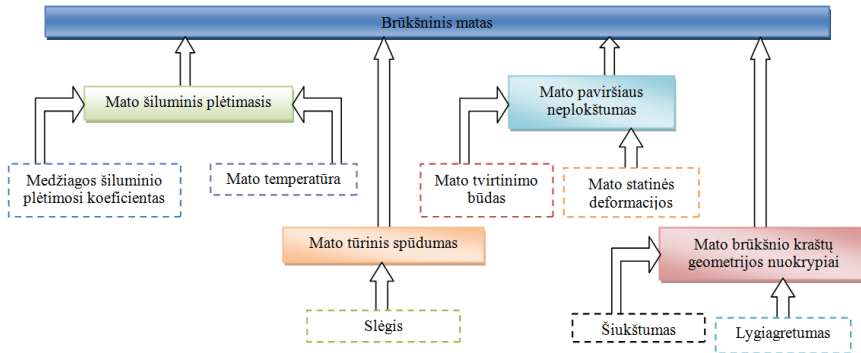 Brūkšninis matas
Mato šiluminis plėtimasis
Mato paviršiaus
neplokštumas
Medžiagos šiluminio
plėtimosi koeficientas
Mato temperatūra
Mato tvirtinimo
būdas
Mato statinės
deformacijos
Mato tūrinis spūdumas
Mato brūkšnio kraštų
geometrijos nuokrypiai
Slėgis
Šiukštumas
Lygiagretumas